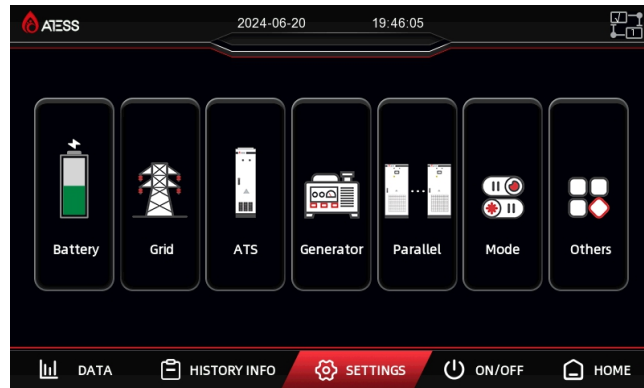 ATESS 2024-06-20 19:46:05
Battery Grid ATS Generator Parallel Mode Others
DATA HISTORY INFO SETTINGS ON/OFF HOME